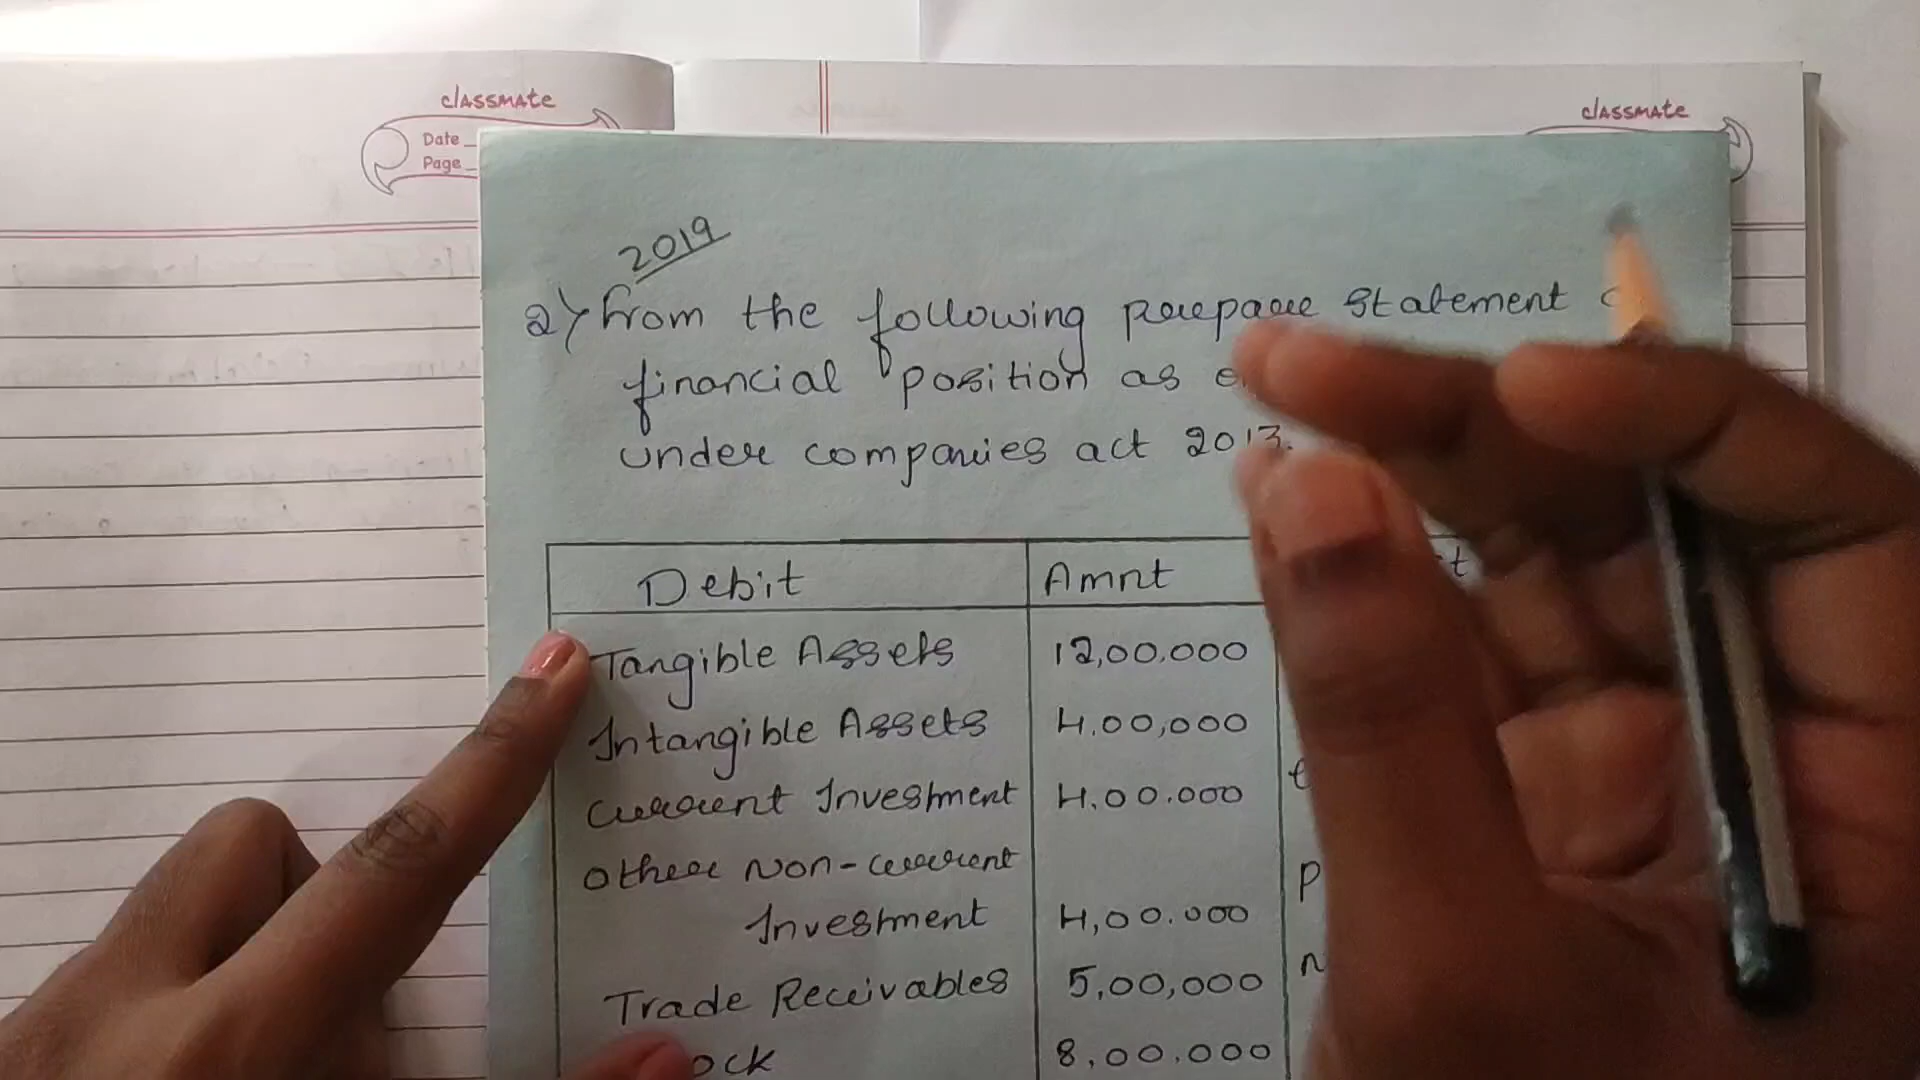 classmate
Date
Page
classmate
2019
2) From the following prepare statement
financial position as
under companies act 2013.
Debit Amnt
Tangible Assets 12,00.000
Intangible Assets 4.00,000
current Investment 4.00.000
other Non-current
Investment 4,00.000
Trade Receivables 5,00,000
8,00.000